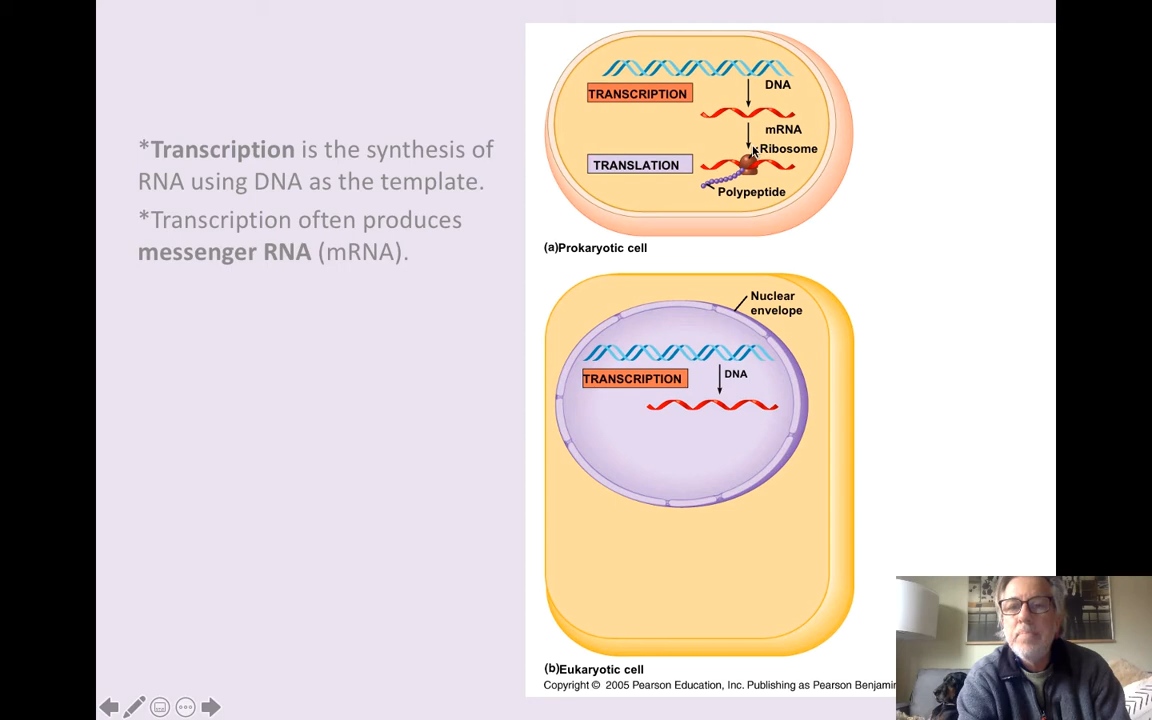 *Transcription is the synthesis of
RNA using DNA as the template.
*Transcription often produces
messenger RNA (mRNA).
DNA
TRANSCRIPTION
mRNA
Ribosome
TRANSLATION
Polypeptide
(a)Prokaryotic cell
Nuclear
envelope
DNA
TRANSCRIPTION
(b)Eukaryotic cell
Copyright © 2005 Pearson Education, Inc. Publishing as Pearson